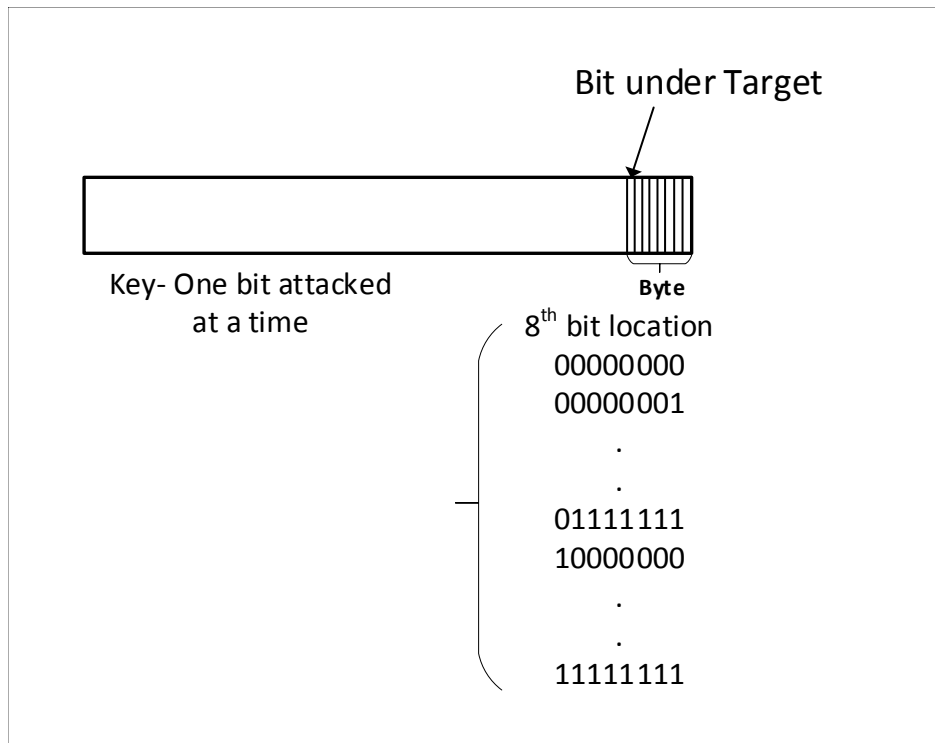 Bit under Target
Key- One bit attacked
at a time
Byte
8th bit location
00000000
00000001
.
.
01111111
10000000
.
.
11111111